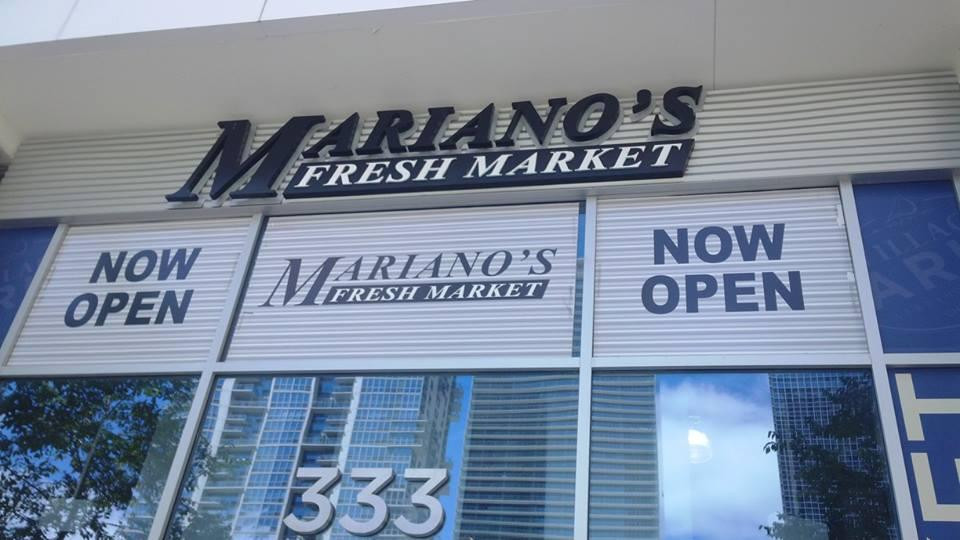 MARIANO'S
FRESH MARKET
NOW
OPEN
MARIANO'S
FRESH MARKET
NOW
OPEN
333